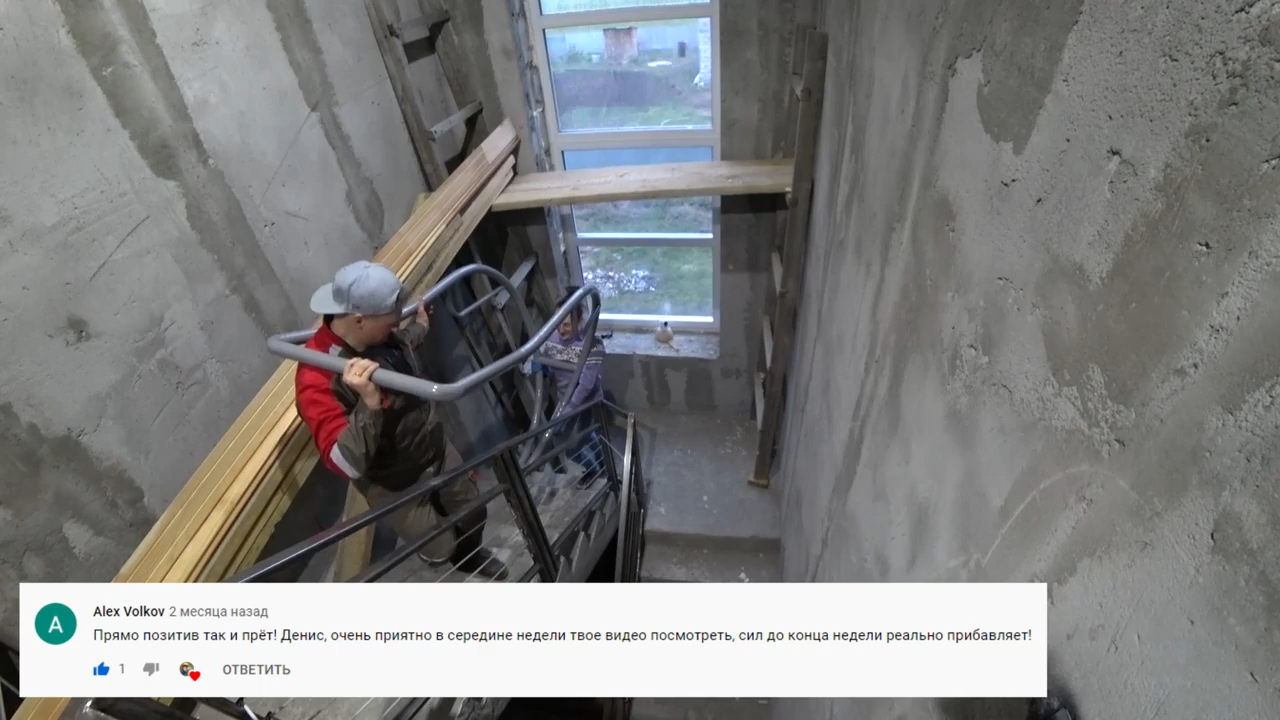 A
Alex Volkov 2 месяца назад
Прямо позитив так и прёт! Денис, очень приятно в середине недели твое видео посмотреть, сил до конца недели реально прибавляет!
1 ОТВЕТИТЬ